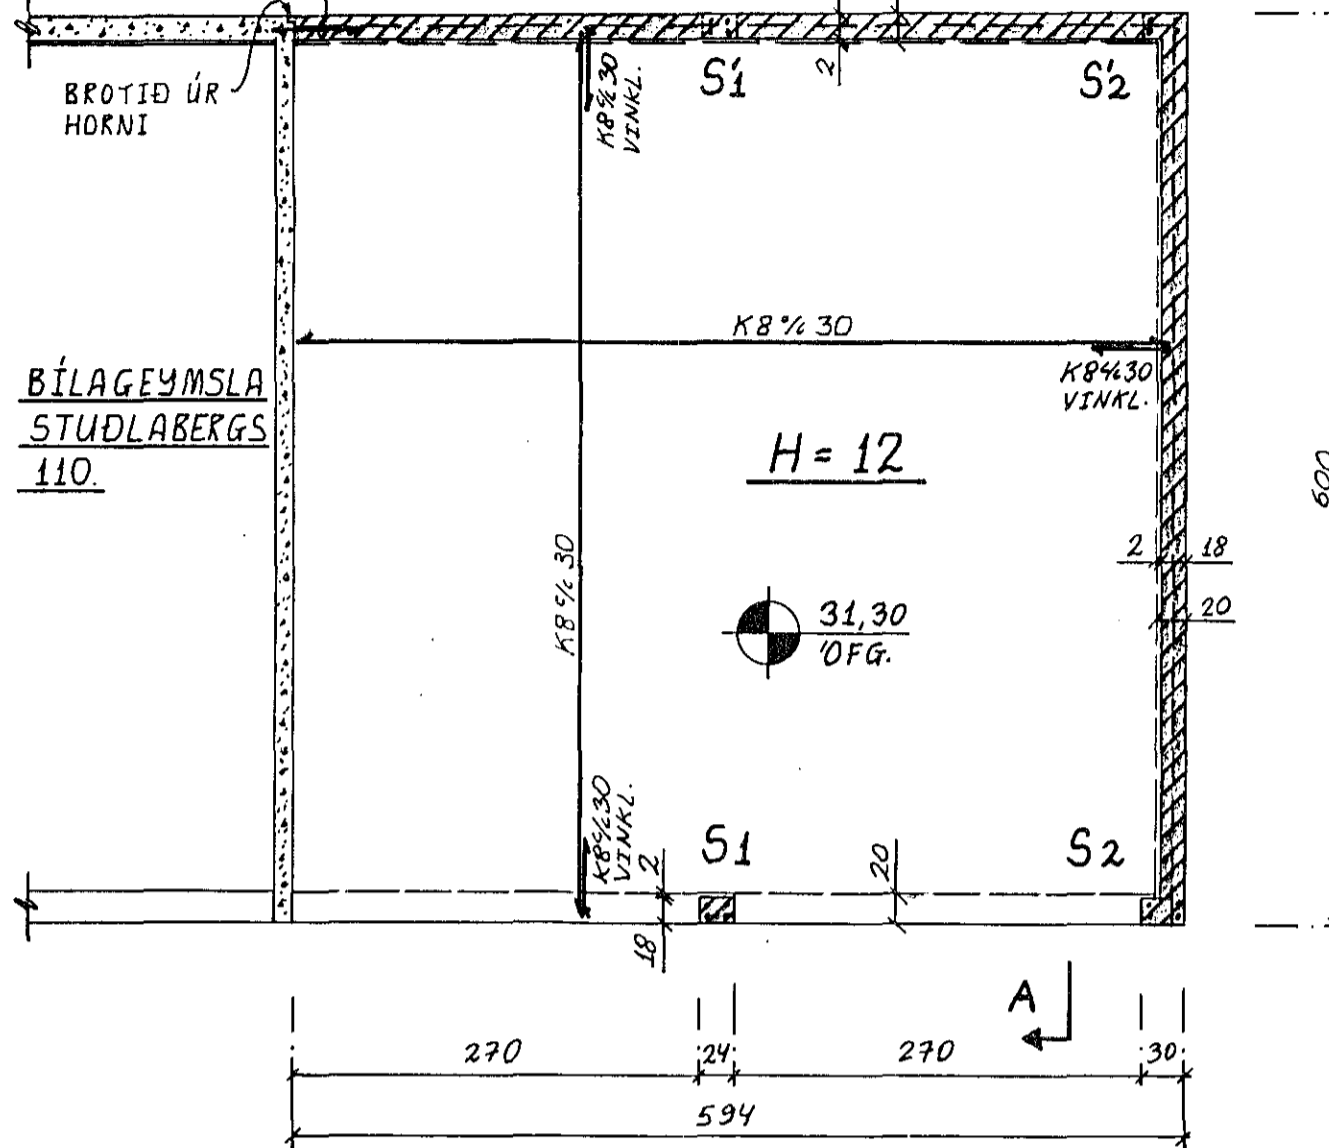 BROTIÐ ÚR
HORNI
K8 c/c 30
VINKL.
2
S'1
S'2
K8 c/c 30
K8 c/c 30
VINKL.
BÍLAGEYMSLA
STUÐLABERGS
110.
H = 12
600
K8 c/c 30
2
18
20
31,30
ÓFG.
K8 c/c 30
VINKL.
2
S1
20
S2
18
A
270
24
270
30
594